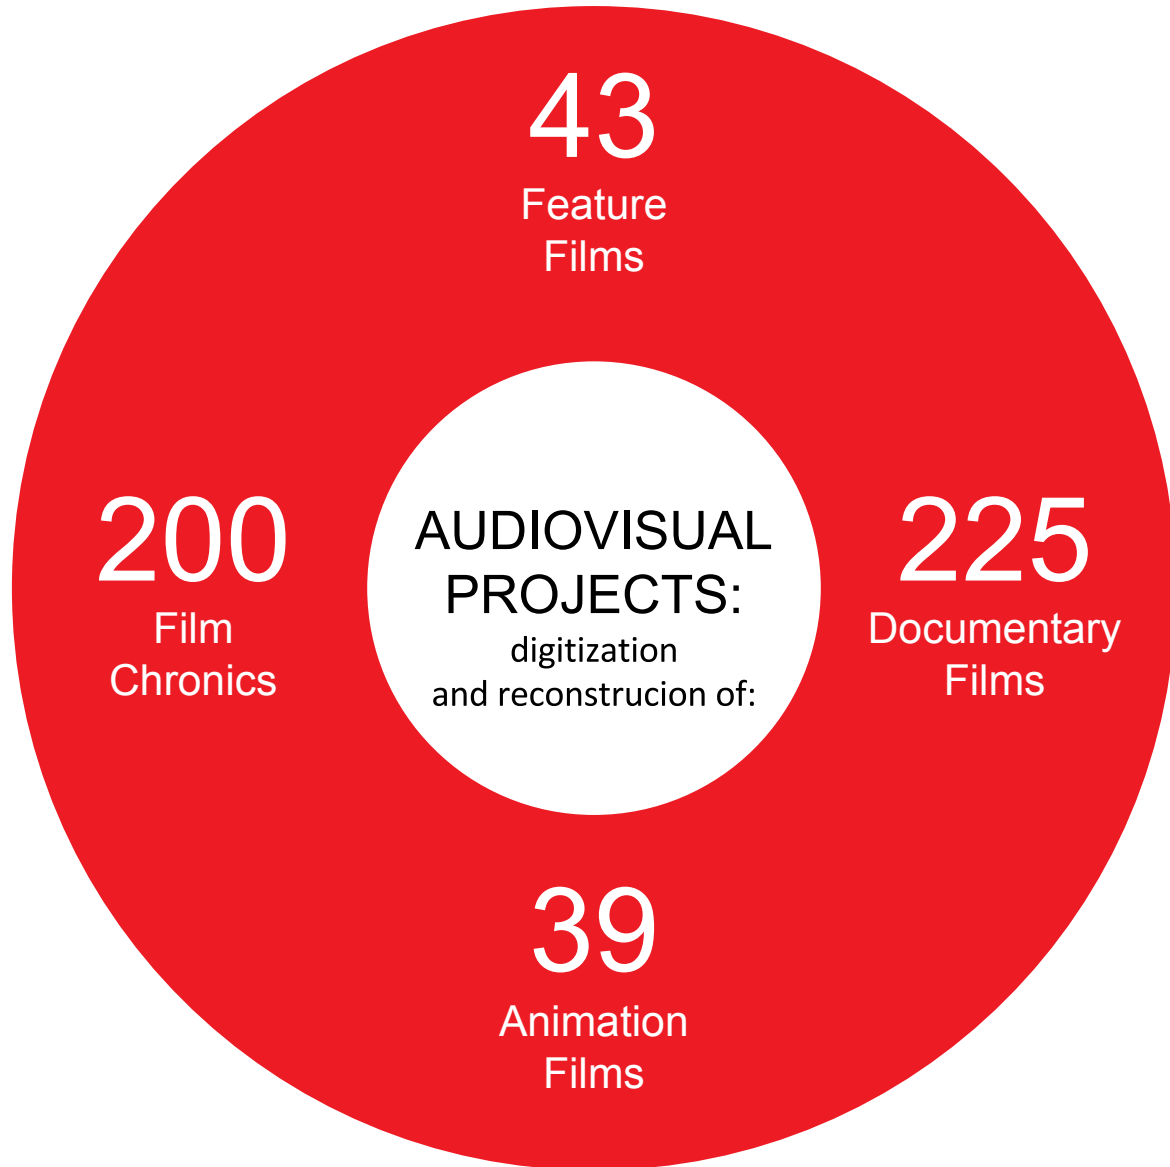 43
Feature
Films
200
Film
Chronics
AUDIOVISUAL
PROJECTS:
digitization
and reconstrucion of:
225
Documentary
Films
39
Animation
Films